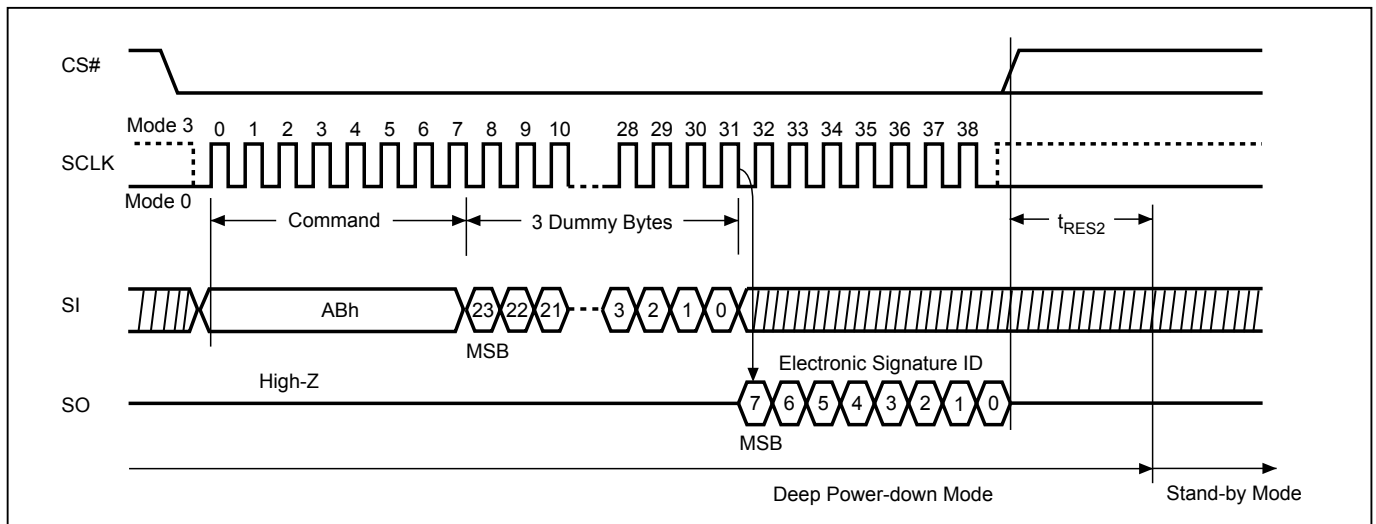 CS#
Mode 3 0 1 2 3 4 5 6 7 8 9 10 28 29 30 31 32 33 34 35 36 37 38
SCLK
Mode 0
Command 3 Dummy Bytes tRES2
SI ABh 23 22 21 3 2 1 0
MSB
High-Z Electronic Signature ID
SO 7 6 5 4 3 2 1 0
MSB
Deep Power-down Mode Stand-by Mode